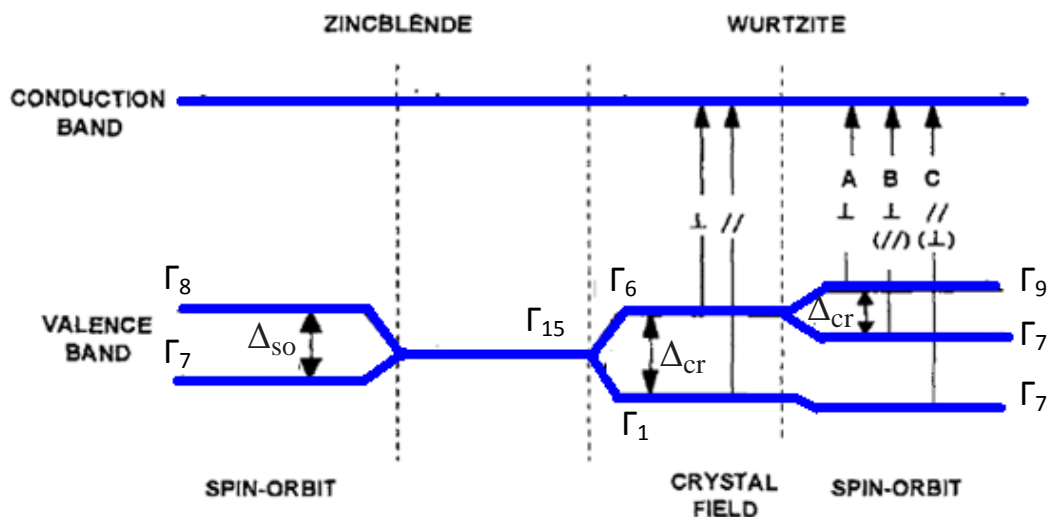 ZINCBLËNDE
WURTZITE
CONDUCTION
BAND
A B C
⊥ //
⊥ ⊥ //
(//) (⊥)
Γ8
Γ6
Γ9
VALENCE
BAND
Δso
Γ15
Δcr
Δcr
Γ7
Γ7
Γ7
Γ1
SPIN-ORBIT
CRYSTAL
FIELD
SPIN-ORBIT